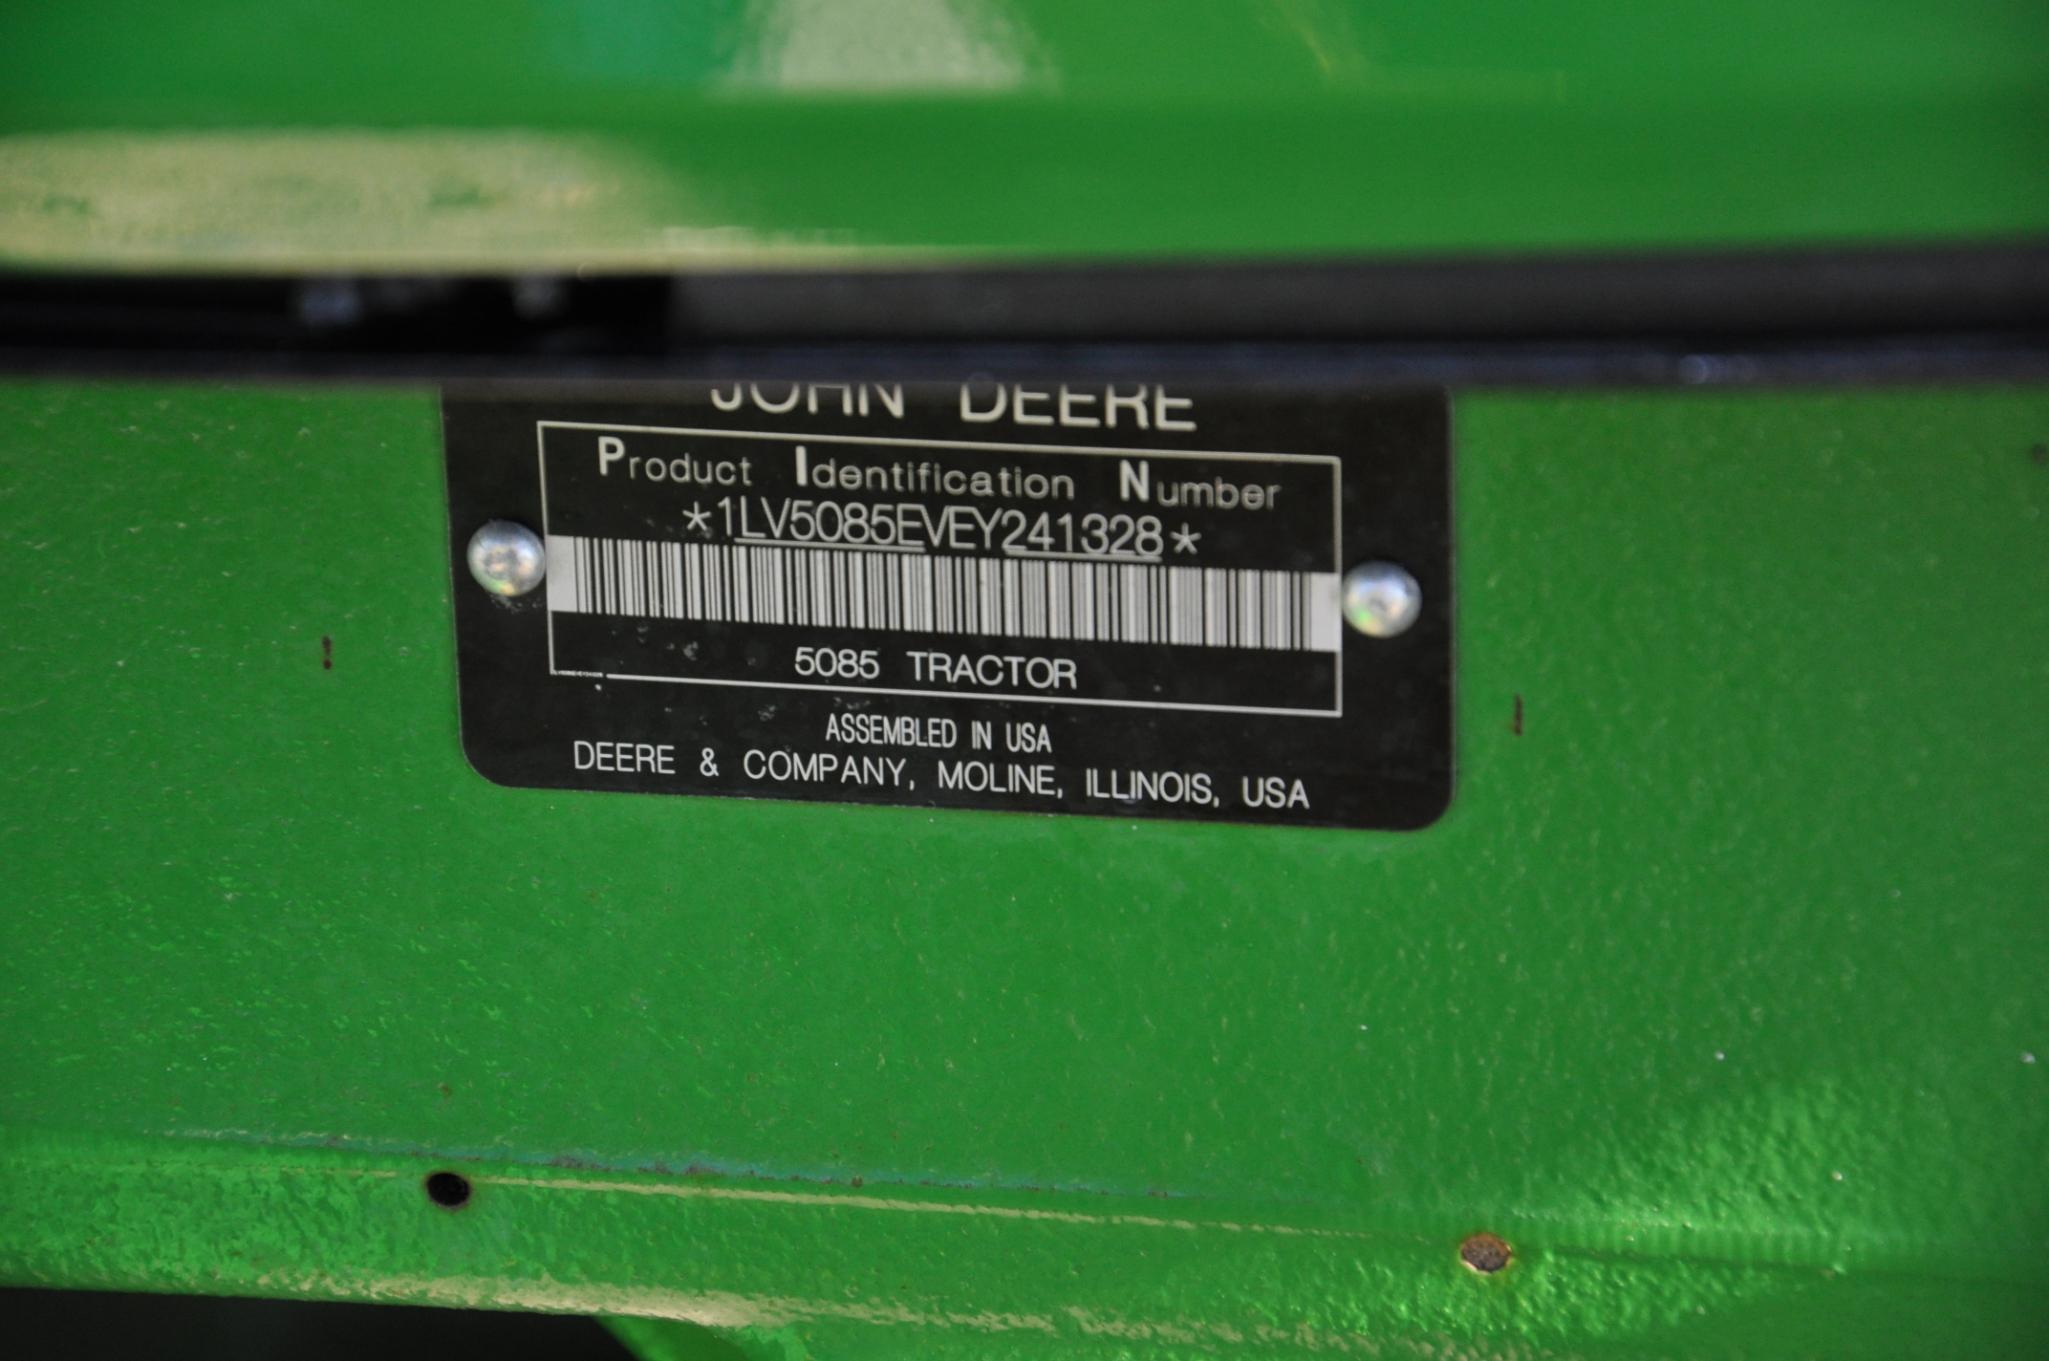 JOHN DEERE
Product Identification Number
*1LV5085EVEY241328*
5085 TRACTOR
ASSEMBLED IN USA
DEERE & COMPANY, MOLINE, ILLINOIS, USA